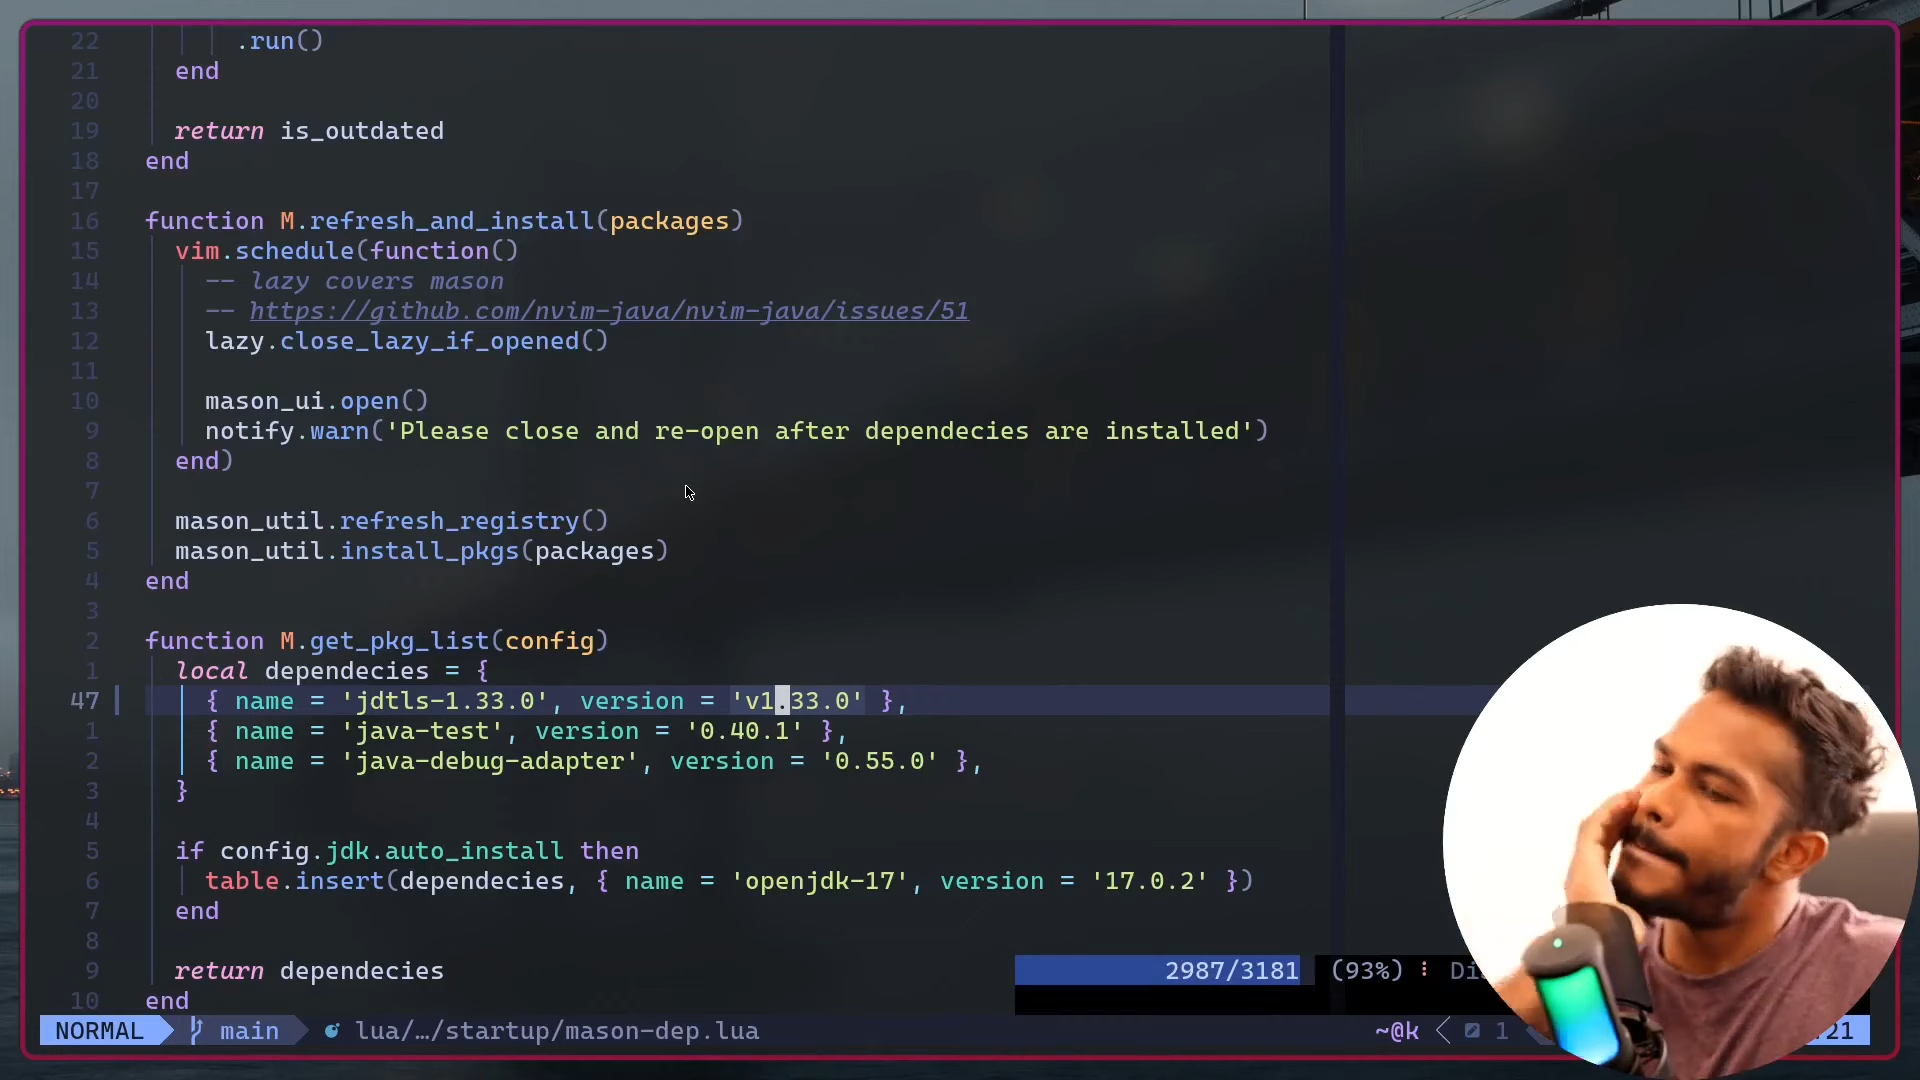 22 .run()
21 end
20
19 return is_outdated
18 end
17
16 function M.refresh_and_install(packages)
15 vim.schedule(function()
14 -- lazy covers mason
13 -- https://github.com/nvim-java/nvim-java/issues/51
12 lazy.close_lazy_if_opened()
11
10 mason_ui.open()
9 notify.warn('Please close and re-open after dependecies are installed')
8 end)
7
6 mason_util.refresh_registry()
5 mason_util.install_pkgs(packages)
4 end
3
2 function M.get_pkg_list(config)
1 local dependecies = {
47 { name = 'jdtls-1.33.0', version = 'v1.33.0' },
1 { name = 'java-test', version = '0.40.1' },
2 { name = 'java-debug-adapter', version = '0.55.0' },
3 }
4
5 if config.jdk.auto_install then
6 table.insert(dependecies, { name = 'openjdk-17', version = '17.0.2' })
7 end
8
9 return dependecies
2987/3181 (93%)
10 end
NORMAL main lua/…/startup/mason-dep.lua ~@k 1 21